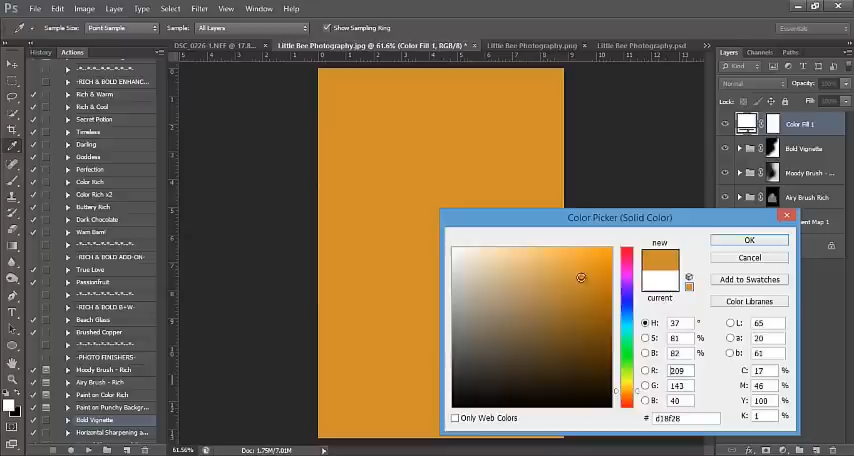 Ps File Edit Image Layer Type Select Filter View Window Help
Sample Size: Point Sample Sample: All Layers Show Sampling Ring Essentials
DSC_0226-1.NEF @ 17.8... × Little Bee Photography.jpg @ 61.6% (Color Fill 1, RGB/8) * × Little Bee Photography.png × Little Bee Photography.psd
History Actions
-RICH & BOLD ENHANC...
Rich & Warm
Rich & Cool
Secret Potion
Timeless
Darling
Goddess
Perfection
Color Rich
Color Rich x2
Buttery Rich
Dark Chocolate
Warm Bam!
-RICH & BOLD ADD-ON-
True Love
Passionfruit
-RICH & BOLD B+W-
Beach Glass
Brushed Copper
-PHOTO FINISHERS-
Moody Brush - Rich
Airy Brush - Rich
Paint on Color Rich
Paint on Punchy Backgr...
Bold Vignette
Horizontal Sharpening a...
Layers Channels Paths
Kind
Normal Opacity:
Lock: Fill:
Color Fill 1
Bold Vignette
Moody Brush - ...
Airy Brush Rich
Map 1
Color Picker (Solid Color)
new
current
OK
Cancel
Add to Swatches
Color Libraries
H: 37 ° L: 65
S: 81 % a: 20
B: 82 % b: 61
R: 209 C: 17 %
G: 143 M: 46 %
B: 40 Y: 100 %
# d18f28 K: 1 %
Only Web Colors
61.56% Doc: 1.75M/7.01M